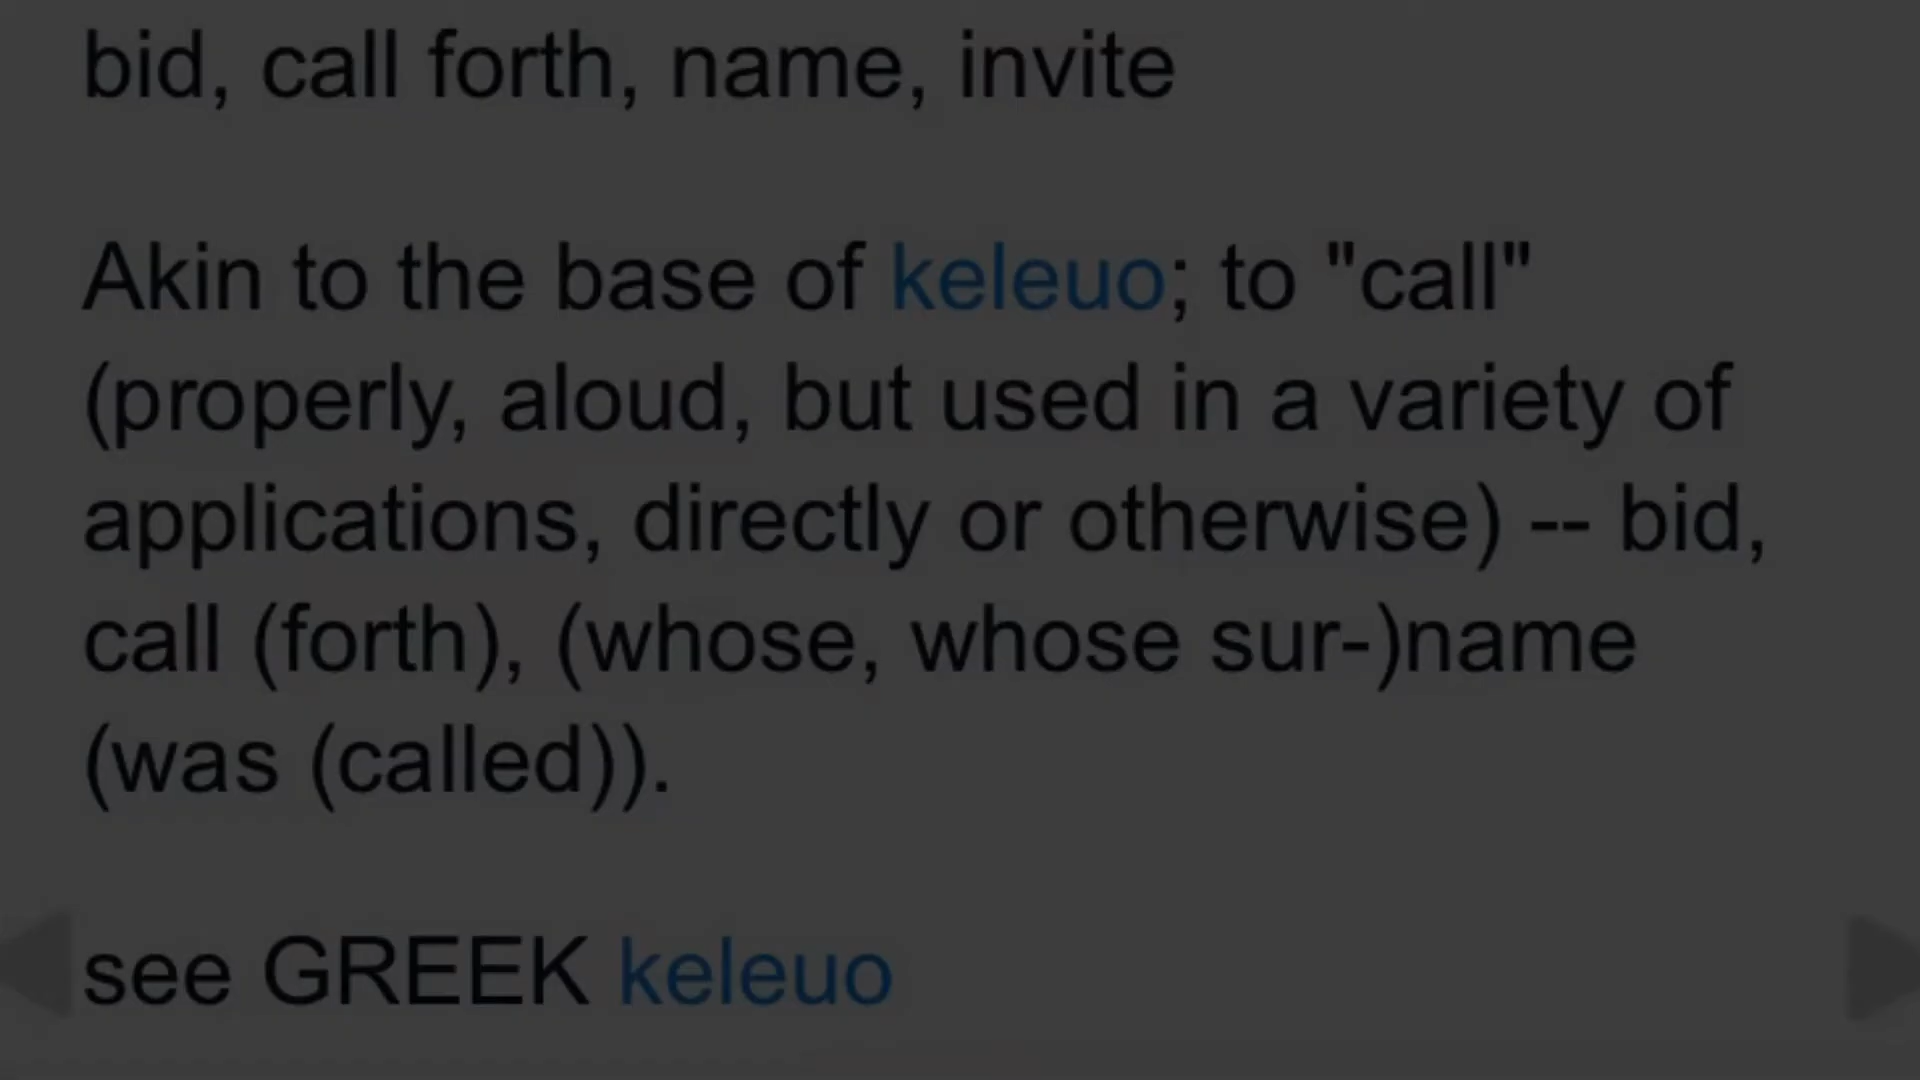 bid, call forth, name, invite
Akin to the base of keleuo; to "call"
(properly, aloud, but used in a variety of
applications, directly or otherwise) -- bid,
call (forth), (whose, whose sur-)name
(was (called)).
see GREEK keleuo